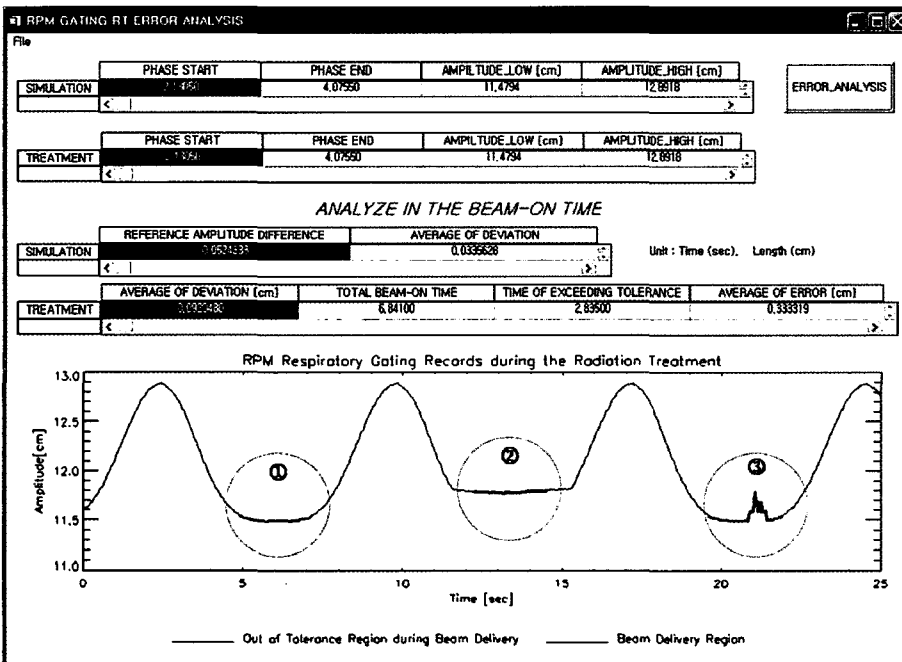 RPM GATING RT ERROR ANALYSIS
File
PHASE START PHASE END AMPILTUDE_LOW [cm] AMPLITUDE_HIGH [cm]
SIMULATION 4.07550 11.4794 12.8918
ERROR_ANALYSIS
PHASE START PHASE END AMPILTUDE_LOW [cm] AMPLITUDE_HIGH [cm]
TREATMENT 4.07550 11.4794 12.8918
ANALYZE IN THE BEAM-ON TIME
REFERENCE AMPLITUDE DIFFERENCE AVERAGE OF DEVIATION
SIMULATION 0.0335628
Unit : Time (sec), Length (cm)
AVERAGE OF DEVIATION [cm] TOTAL BEAM-ON TIME TIME OF EXCEEDING TOLERANCE AVERAGE OF ERROR [cm]
TREATMENT 6.84100 2.83500 0.333319
RPM Respiratory Gating Records during the Radiation Treatment
13.0
12.5
12.0
11.5
11.0
Amplitude[cm]
① ② ③
0 5 10 15 20 25
Time [sec]
Out of Tolerance Region during Beam Delivery Beam Delivery Region